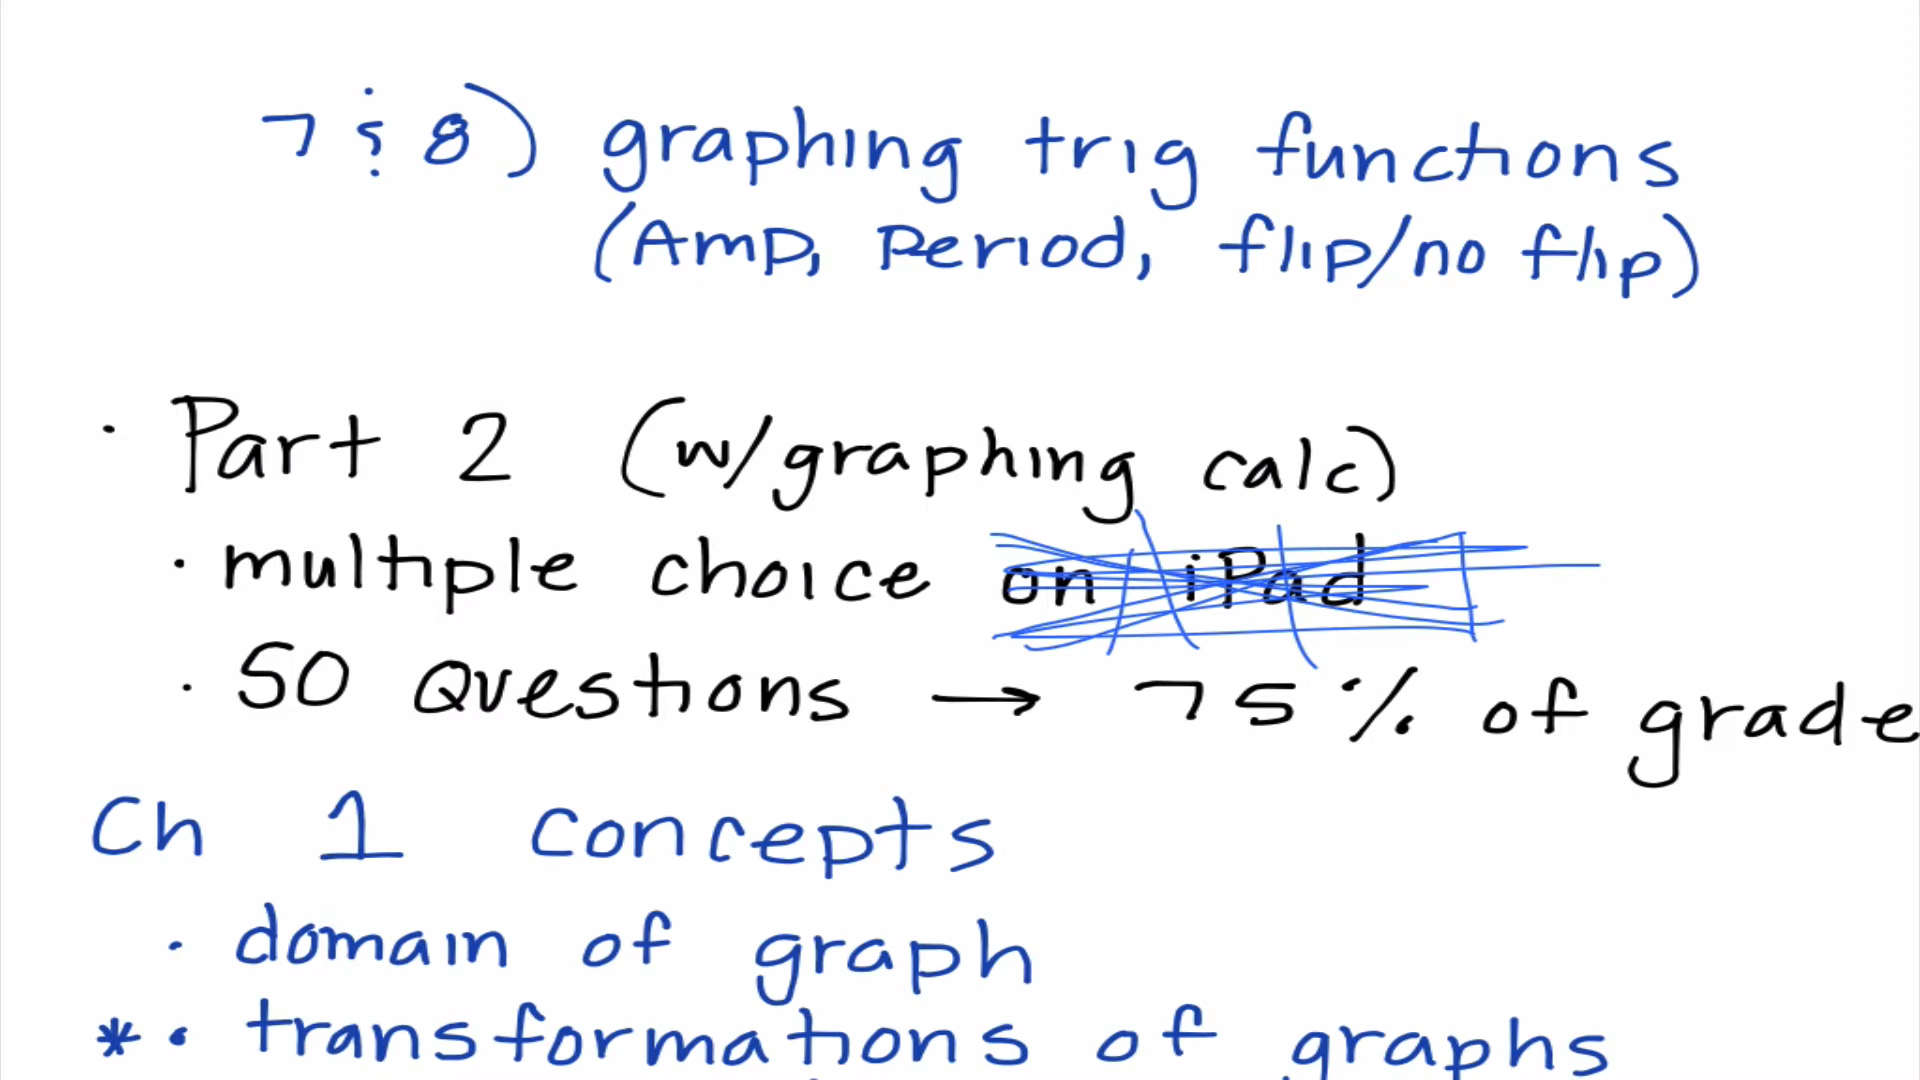 7 & 8) graphing trig functions
(Amp, Period, flip/no flip)
· Part 2 (w/graphing calc)
· multiple choice on iPad
· 50 Questions → 75% of grade
Ch 1 concepts
· domain of graph
* · transformations of graphs